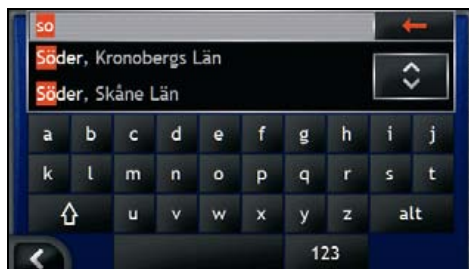 so
Söder, Kronobergs Län
Söder, Skåne Län
a b c d e f g h i j
k l m n o p q r s t
u v w x y z alt
123